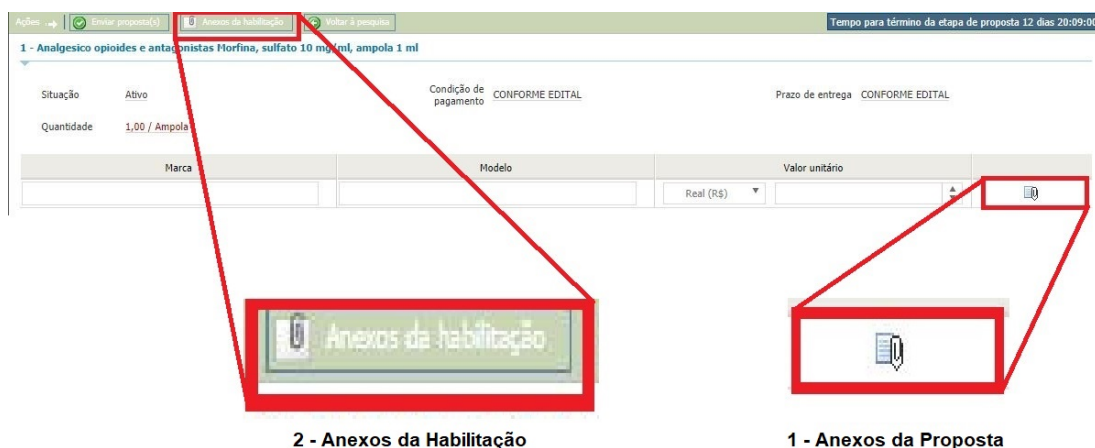 Ações Enviar proposta(s) Anexos da habilitação Voltar à pesquisa Tempo para término da etapa de proposta 12 dias 20:09:00
1 - Analgesico opioides e antagonistas Morfina, sulfato 10 mg/ml, ampola 1 ml
Situação Ativo Condição de pagamento CONFORME EDITAL Prazo de entrega CONFORME EDITAL
Quantidade 1,00 / Ampola
Marca Modelo Valor unitário
Real (R$)
Anexos da habilitação
2 - Anexos da Habilitação 1 - Anexos da Proposta